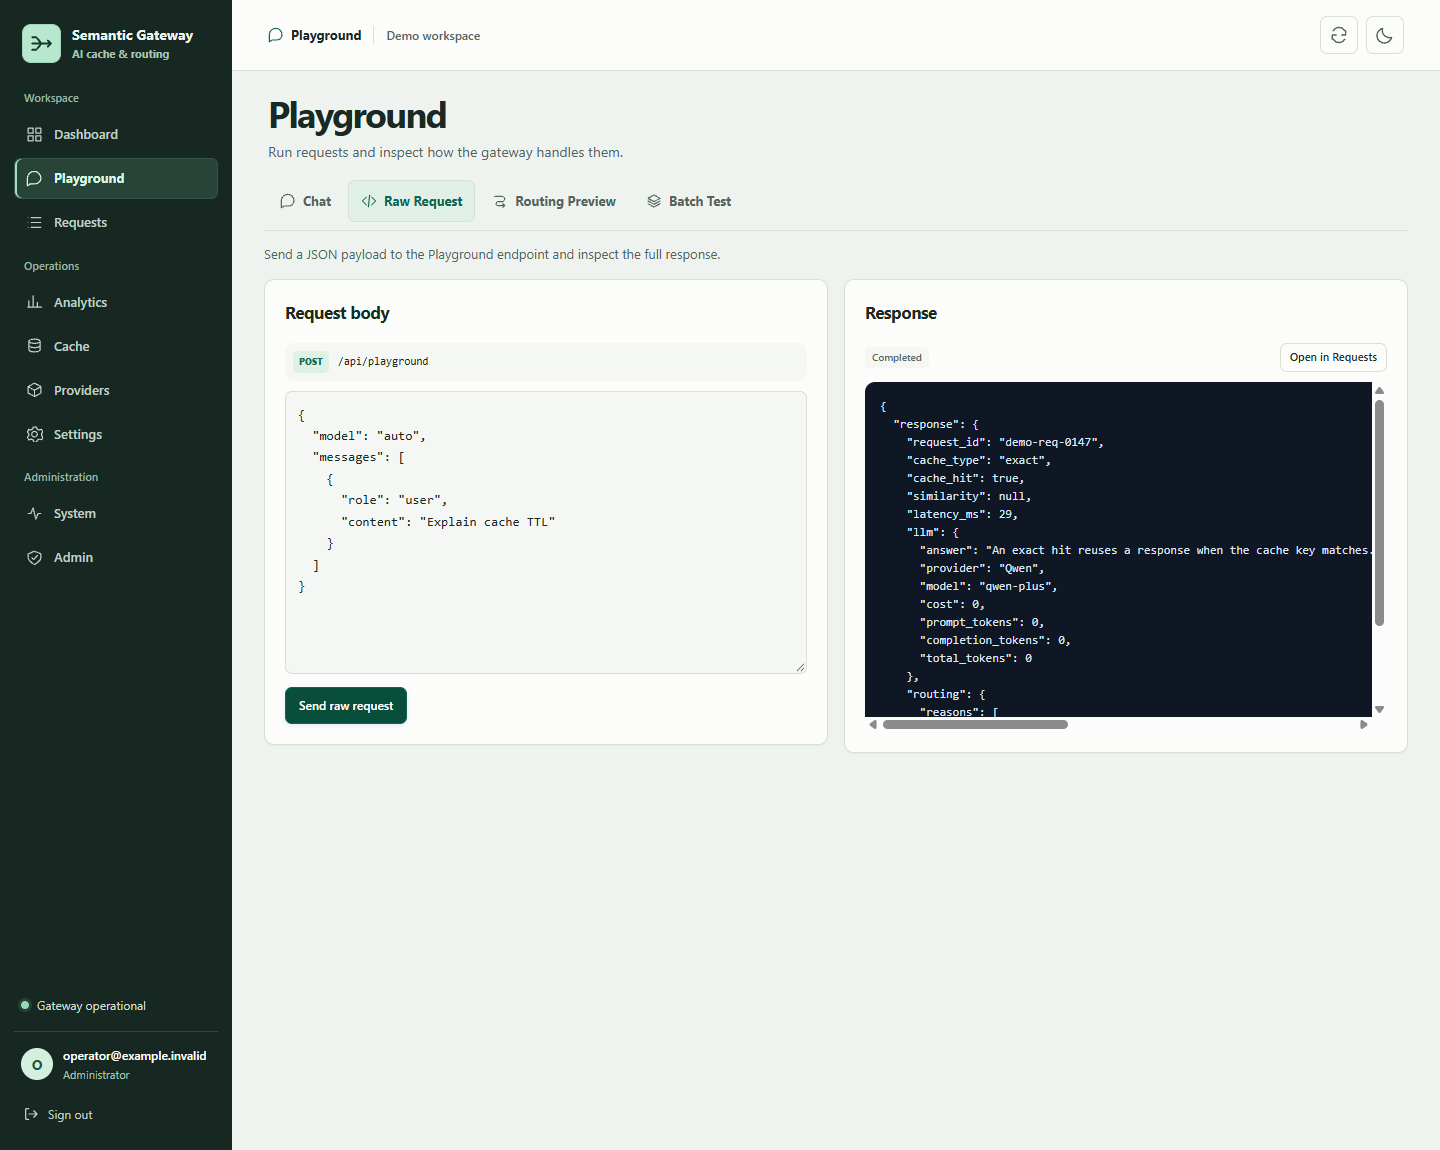 Semantic Gateway
AI cache & routing
Workspace
Dashboard
Playground
Requests
Operations
Analytics
Cache
Providers
Settings
Administration
System
Admin
Gateway operational
O
operator@example.invalid
Administrator
Sign out
Playground
Demo workspace
Playground
Run requests and inspect how the gateway handles them.
Chat
Raw Request
Routing Preview
Batch Test
Send a JSON payload to the Playground endpoint and inspect the full response.
Request body
POST /api/playground
{
  "model": "auto",
  "messages": [
    {
      "role": "user",
      "content": "Explain cache TTL"
    }
  ]
}
Send raw request
Response
Completed
Open in Requests
{
  "response": {
    "request_id": "demo-req-0147",
    "cache_type": "exact",
    "cache_hit": true,
    "similarity": null,
    "latency_ms": 29,
    "llm": {
      "answer": "An exact hit reuses a response when the cache key matches.
      "provider": "Qwen",
      "model": "qwen-plus",
      "cost": 0,
      "prompt_tokens": 0,
      "completion_tokens": 0,
      "total_tokens": 0
    },
    "routing": {
      "reasons": [